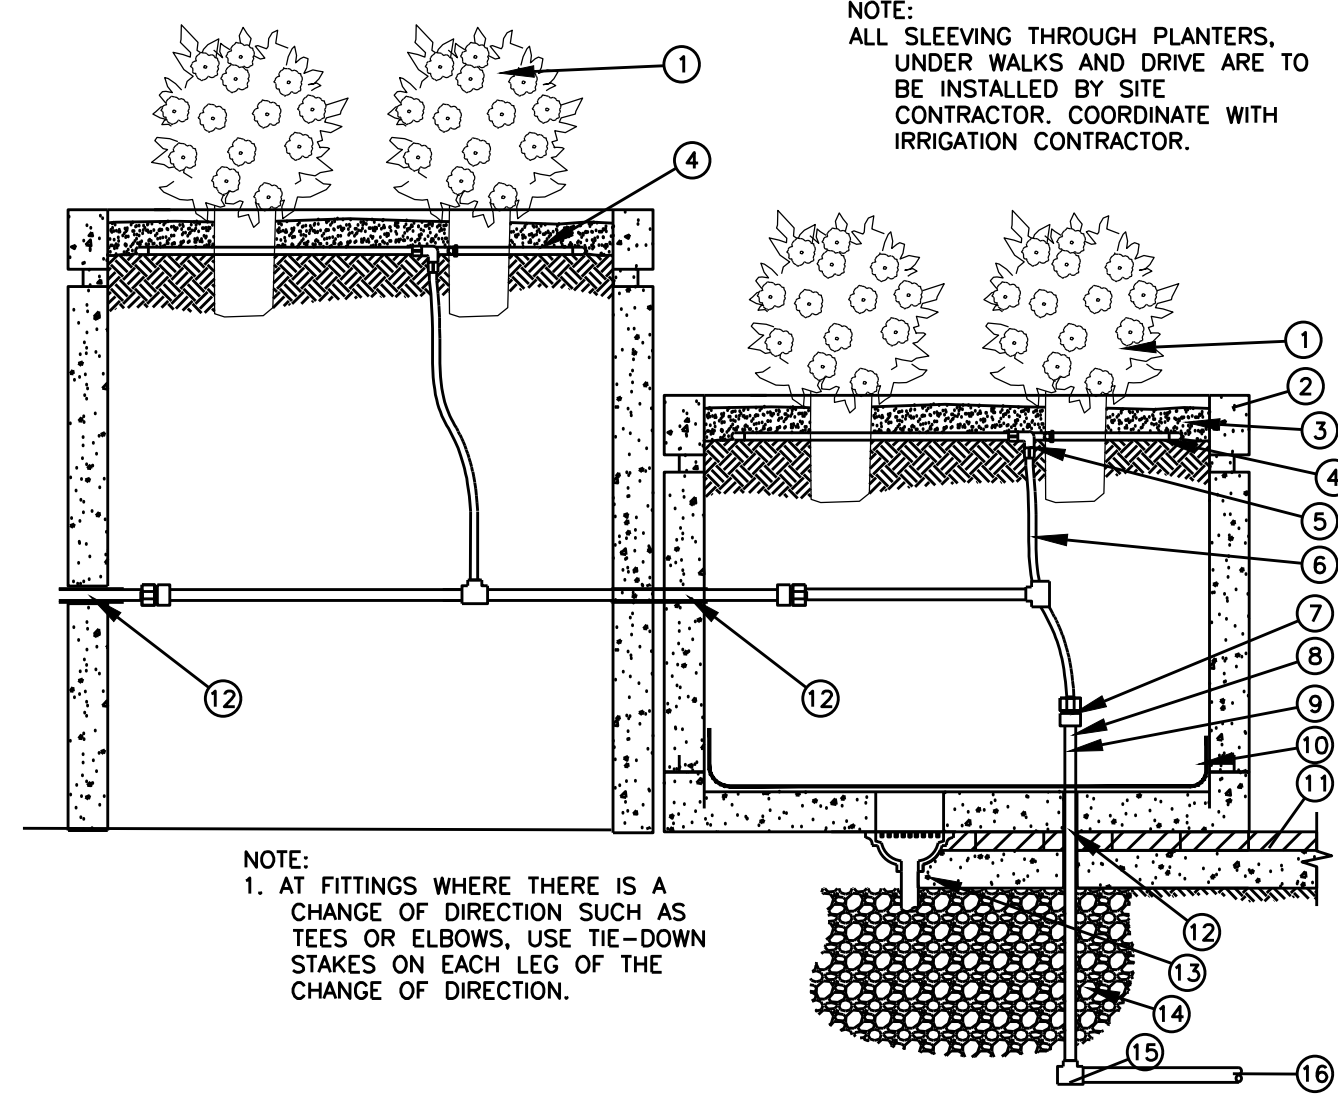 NOTE:
ALL SLEEVING THROUGH PLANTERS,
UNDER WALKS AND DRIVE ARE TO
BE INSTALLED BY SITE
CONTRACTOR. COORDINATE WITH
IRRIGATION CONTRACTOR.
1
4
1
2
3
4
5
6
7
8
9
10
11
12
12
12
13
14
15
16
NOTE:
1. AT FITTINGS WHERE THERE IS A
CHANGE OF DIRECTION SUCH AS
TEES OR ELBOWS, USE TIE-DOWN
STAKES ON EACH LEG OF THE
CHANGE OF DIRECTION.